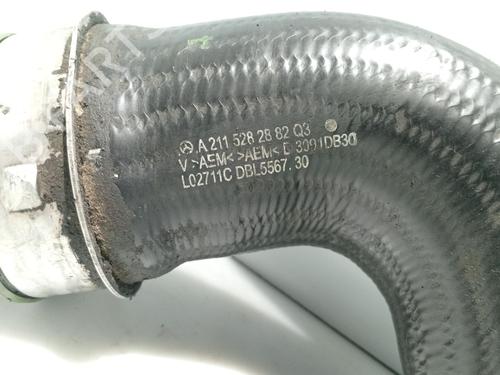 A 211 528 28 82 Q3
V >AEM< >AEM< D 3091DB30
L02711C DBL5567.30